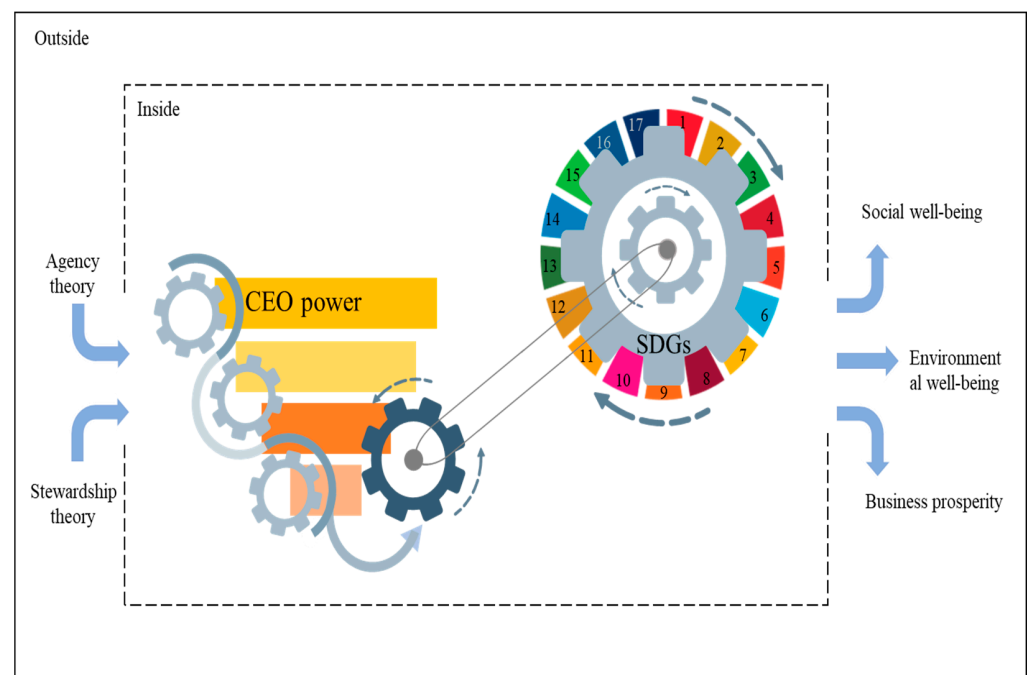 Outside
Inside
Agency
theory
Stewardship
theory
CEO power
17
1
2
3
4
5
6
7
8
9
10
11
12
13
14
15
16
SDGs
Social well-being
Environment
al well-being
Business prosperity